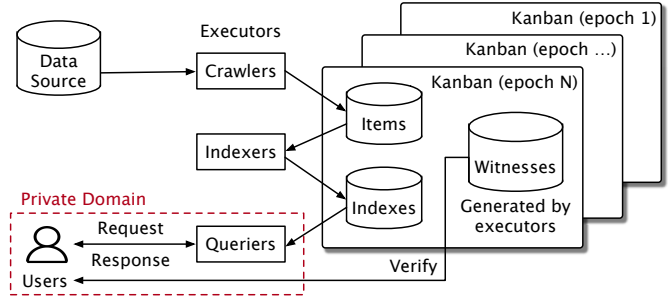 Kanban (epoch 1)
Kanban (epoch ...)
Kanban (epoch N)
Executors
Data
Source
Crawlers
Items
Indexers
Witnesses
Indexes
Generated by
executors
Private Domain
Request
Queriers
Response
Users
Verify